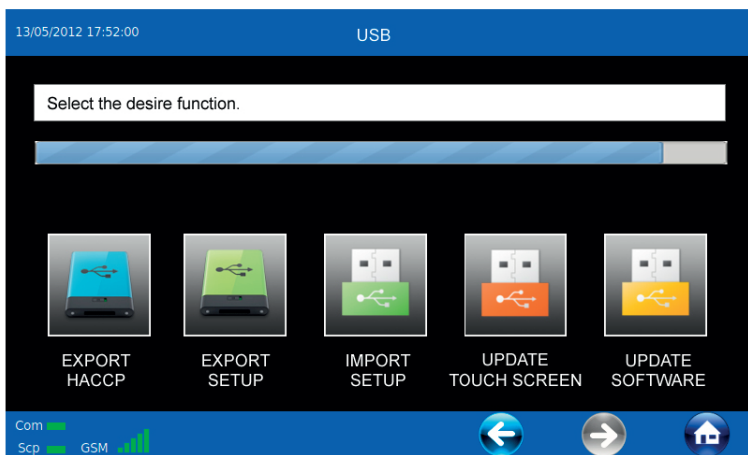 13/05/2012 17:52:00
USB
Select the desire function.
EXPORT
HACCP
EXPORT
SETUP
IMPORT
SETUP
UPDATE
TOUCH SCREEN
UPDATE
SOFTWARE
Com
Scp GSM